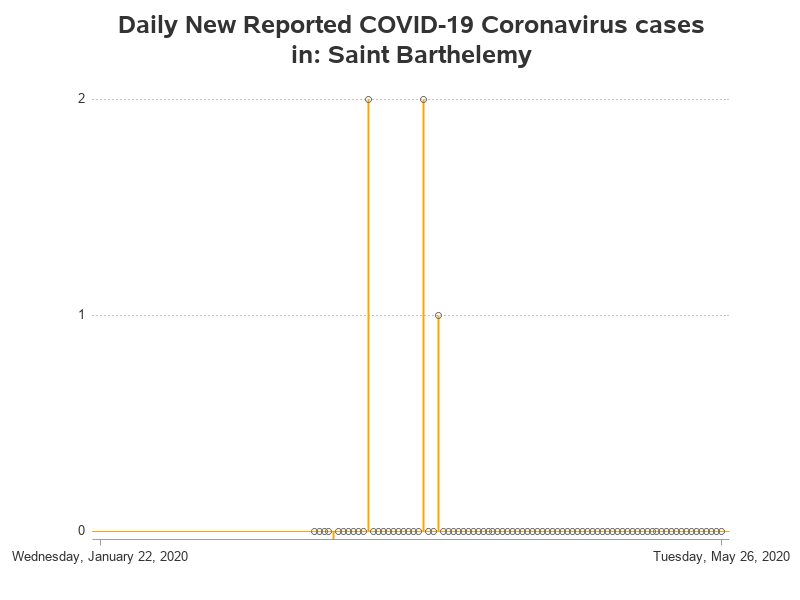 Daily New Reported COVID-19 Coronavirus cases
in: Saint Barthelemy
2
1
0
Wednesday, January 22, 2020
Tuesday, May 26, 2020